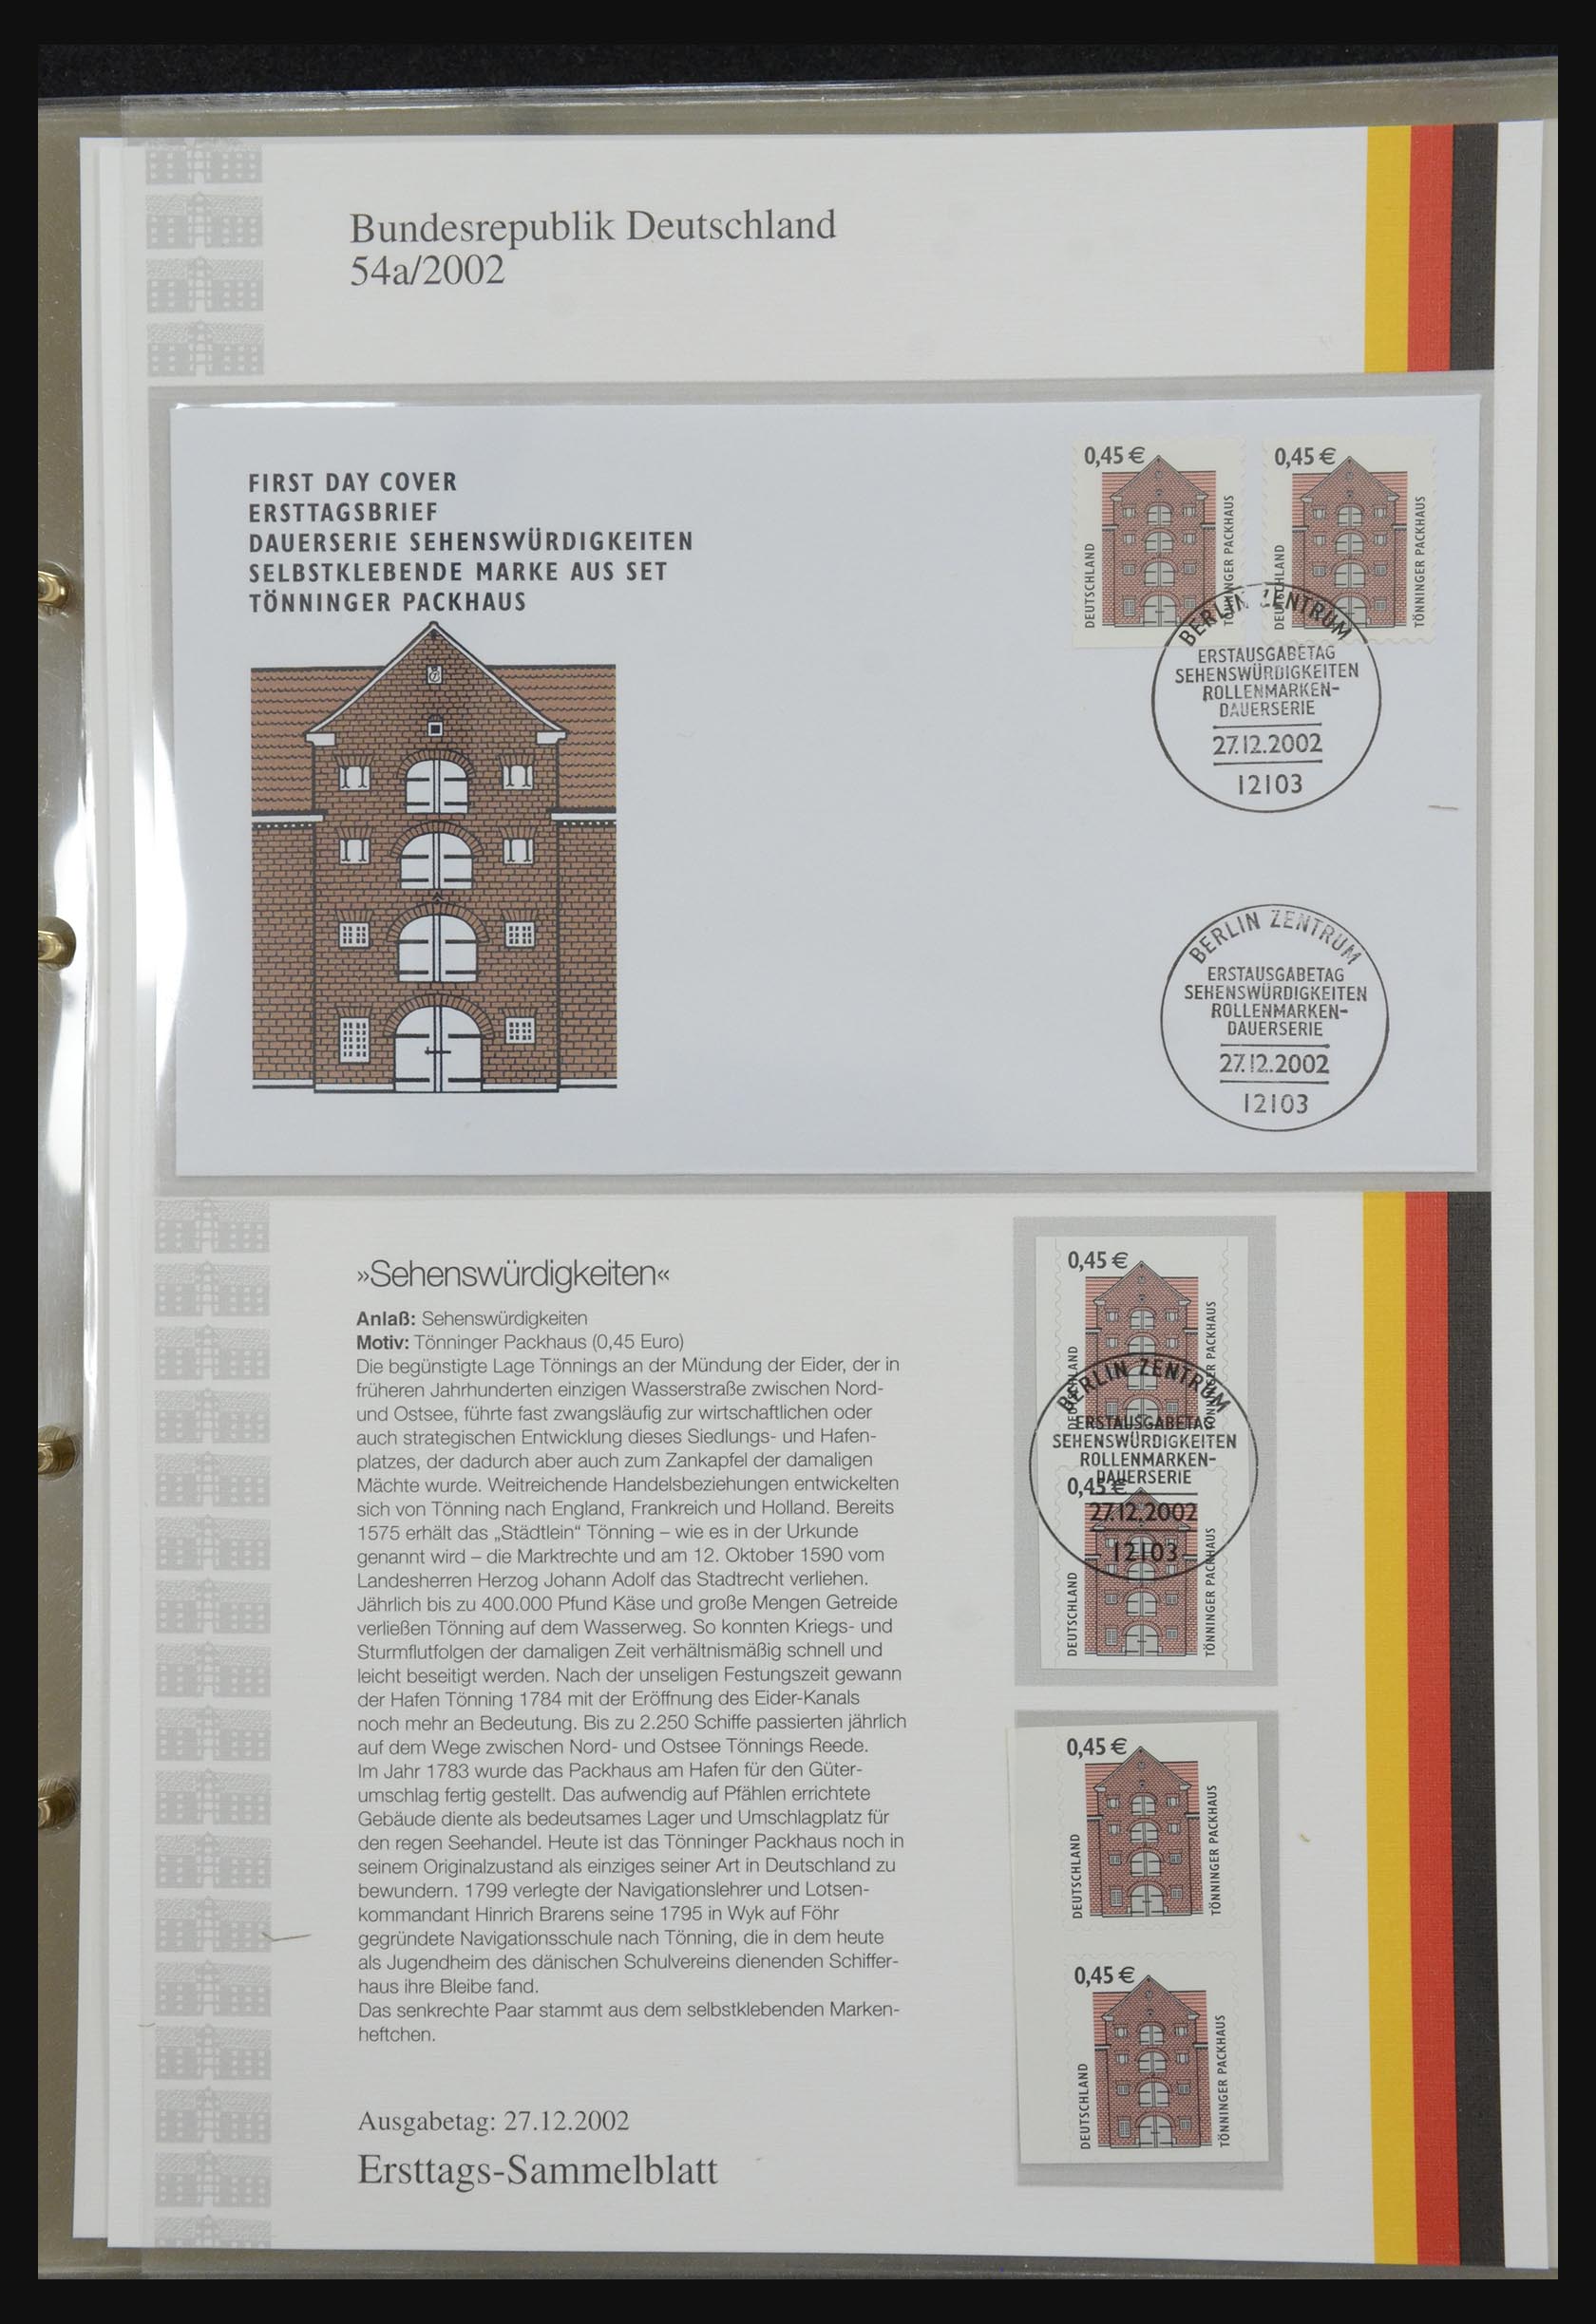 Bundesrepublik Deutschland
54a/2002
FIRST DAY COVER
ERSTTAGSBRIEF
DAUERSERIE SEHENSWÜRDIGKEITEN
SELBSTKLEBENDE MARKE AUS SET
TÖNNINGER PACKHAUS
0,45 €
DEUTSCHLAND
TÖNNINGER PACKHAUS
0,45 €
DEUTSCHLAND
TÖNNINGER PACKHAUS
BERLIN ZENTRUM
ERSTAUSGABETAG
SEHENSWÜRDIGKEITEN
ROLLENMARKEN-
DAUERSERIE
27.12.2002
12103
BERLIN ZENTRUM
ERSTAUSGABETAG
SEHENSWÜRDIGKEITEN
ROLLENMARKEN-
DAUERSERIE
27.12.2002
12103
»Sehenswürdigkeiten«
Anlaß: Sehenswürdigkeiten
Motiv: Tönninger Packhaus (0,45 Euro)
Die begünstigte Lage Tönnings an der Mündung der Eider, der in
früheren Jahrhunderten einzigen Wasserstraße zwischen Nord-
und Ostsee, führte fast zwangsläufig zur wirtschaftlichen oder
auch strategischen Entwicklung dieses Siedlungs- und Hafen-
platzes, der dadurch aber auch zum Zankapfel der damaligen
Mächte wurde. Weitreichende Handelsbeziehungen entwickelten
sich von Tönning nach England, Frankreich und Holland. Bereits
1575 erhält das „Städtlein“ Tönning – wie es in der Urkunde
genannt wird – die Marktrechte und am 12. Oktober 1590 vom
Landesherren Herzog Johann Adolf das Stadtrecht verliehen.
Jährlich bis zu 400.000 Pfund Käse und große Mengen Getreide
verließen Tönning auf dem Wasserweg. So konnten Kriegs- und
Sturmflutfolgen der damaligen Zeit verhältnismäßig schnell und
leicht beseitigt werden. Nach der unseligen Festungszeit gewann
der Hafen Tönning 1784 mit der Eröffnung des Eider-Kanals
noch mehr an Bedeutung. Bis zu 2.250 Schiffe passierten jährlich
auf dem Wege zwischen Nord- und Ostsee Tönnings Reede.
Im Jahr 1783 wurde das Packhaus am Hafen für den Güter-
umschlag fertig gestellt. Das aufwendig auf Pfählen errichtete
Gebäude diente als bedeutsames Lager und Umschlagplatz für
den regen Seehandel. Heute ist das Tönninger Packhaus noch in
seinem Originalzustand als einziges seiner Art in Deutschland zu
bewundern. 1799 verlegte der Navigationslehrer und Lotsen-
kommandant Hinrich Brarens seine 1795 in Wyk auf Föhr
gegründete Navigationsschule nach Tönning, die in dem heute
als Jugendheim des dänischen Schulvereins dienenden Schiffer-
haus ihre Bleibe fand.
Das senkrechte Paar stammt aus dem selbstklebenden Marken-
heftchen.
Ausgabetag: 27.12.2002
Ersttags-Sammelblatt
0,45 €
DEUTSCHLAND
TÖNNINGER PACKHAUS
BERLIN ZENTRUM
ERSTAUSGABETAG
SEHENSWÜRDIGKEITEN
ROLLENMARKEN-
DAUERSERIE
27.12.2002
12103
0,45 €
DEUTSCHLAND
TÖNNINGER PACKHAUS
0,45 €
DEUTSCHLAND
TÖNNINGER PACKHAUS
0,45 €
DEUTSCHLAND
TÖNNINGER PACKHAUS